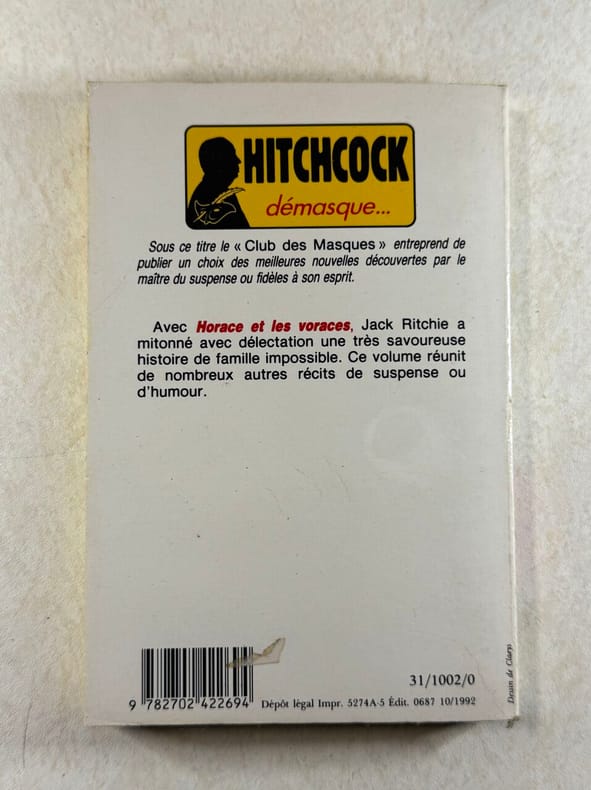 HITCHCOCK
démasque...
Sous ce titre le « Club des Masques » entreprend de
publier un choix des meilleures nouvelles découvertes par le
maître du suspense ou fidèles à son esprit.
Avec Horace et les voraces, Jack Ritchie a
mitonné avec délectation une très savoureuse
histoire de famille impossible. Ce volume réunit
de nombreux autres récits de suspense ou
d'humour.
31/1002/0
9 782702 422694
Dépôt légal Impr. 5274A-5 Édit. 0687 10/1992
Dessin de Clarys